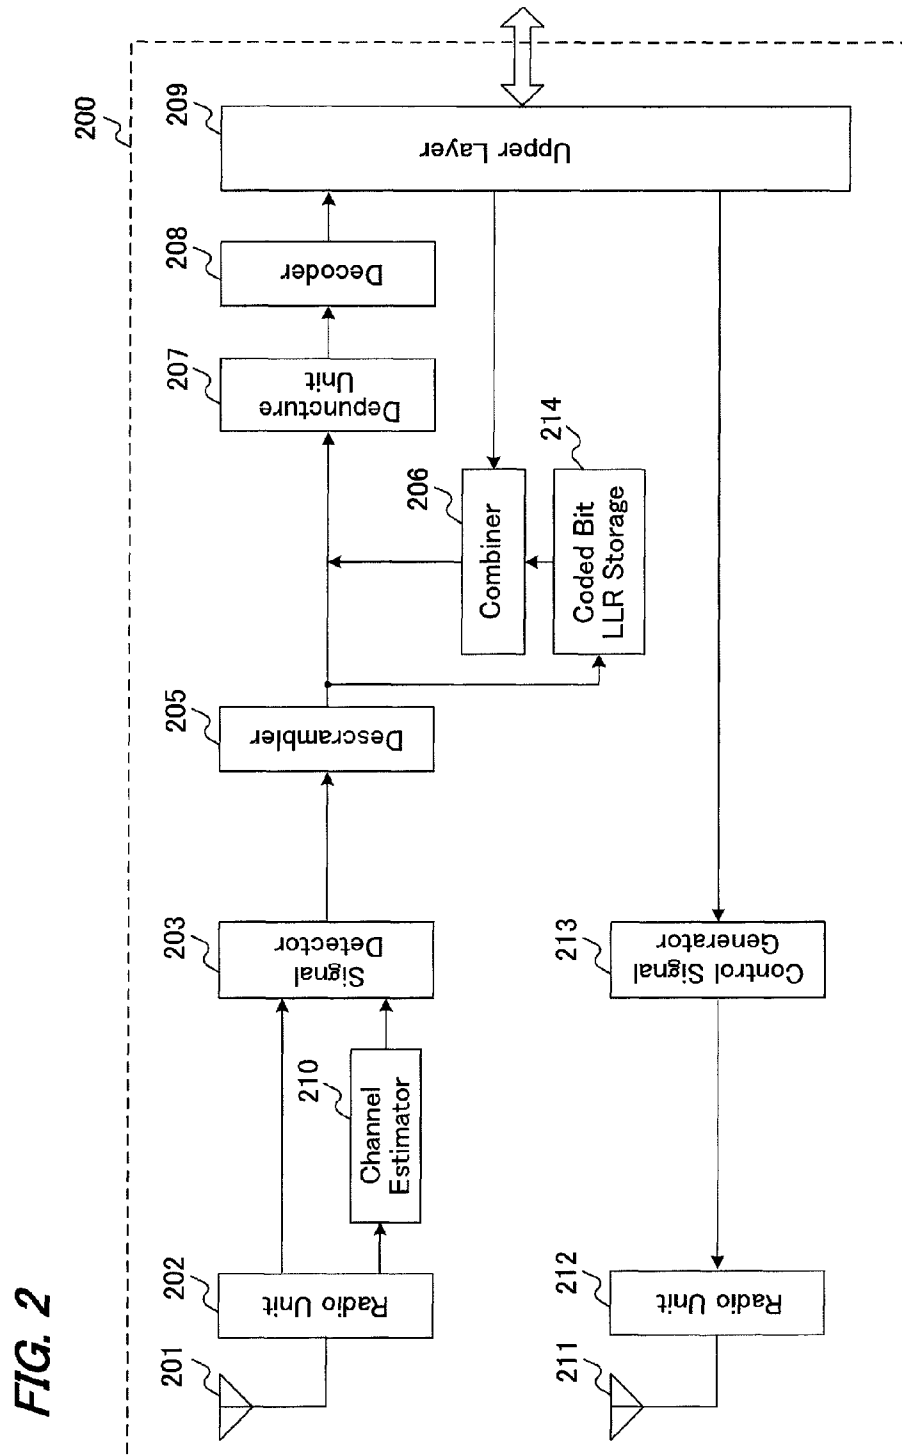 FIG. 2
200
201
202
Radio Unit
210
Channel
Estimator
203
Signal
Detector
205
Descrambler
206
Combiner
214
Coded Bit
LLR Storage
207
Depuncture
Unit
208
Decoder
209
Upper Layer
211
212
Radio Unit
213
Control Signal
Generator